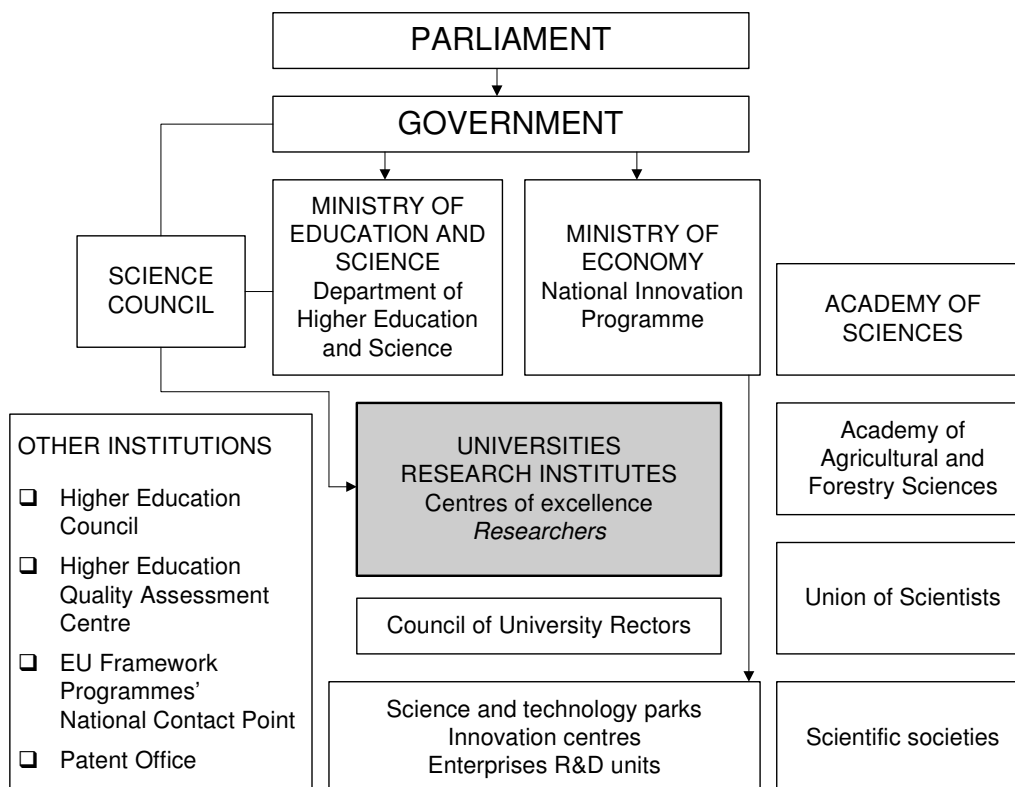 PARLIAMENT
GOVERNMENT
MINISTRY OF
EDUCATION AND
SCIENCE
Department of
Higher Education
and Science
MINISTRY OF
ECONOMY
National Innovation
Programme
SCIENCE
COUNCIL
ACADEMY OF
SCIENCES
OTHER INSTITUTIONS
❑ Higher Education
Council
❑ Higher Education
Quality Assessment
Centre
❑ EU Framework
Programmes’
National Contact Point
❑ Patent Office
UNIVERSITIES
RESEARCH INSTITUTES
Centres of excellence
Researchers
Academy of
Agricultural and
Forestry Sciences
Council of University Rectors
Union of Scientists
Science and technology parks
Innovation centres
Enterprises R&D units
Scientific societies